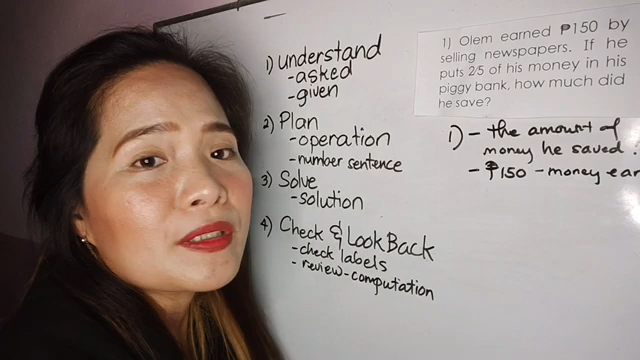 1) understand
-asked
-given
2) Plan
-operation
-number sentence
3) Solve
-solution
4) Check & Look Back
-check labels
- review-computation
1) Olem earned ₱150 by
selling newspapers. If he
puts 2/5 of his money in his
piggy bank, how much did
he save?
1) - the amount of
money he saved?
- ₱150 - money ear